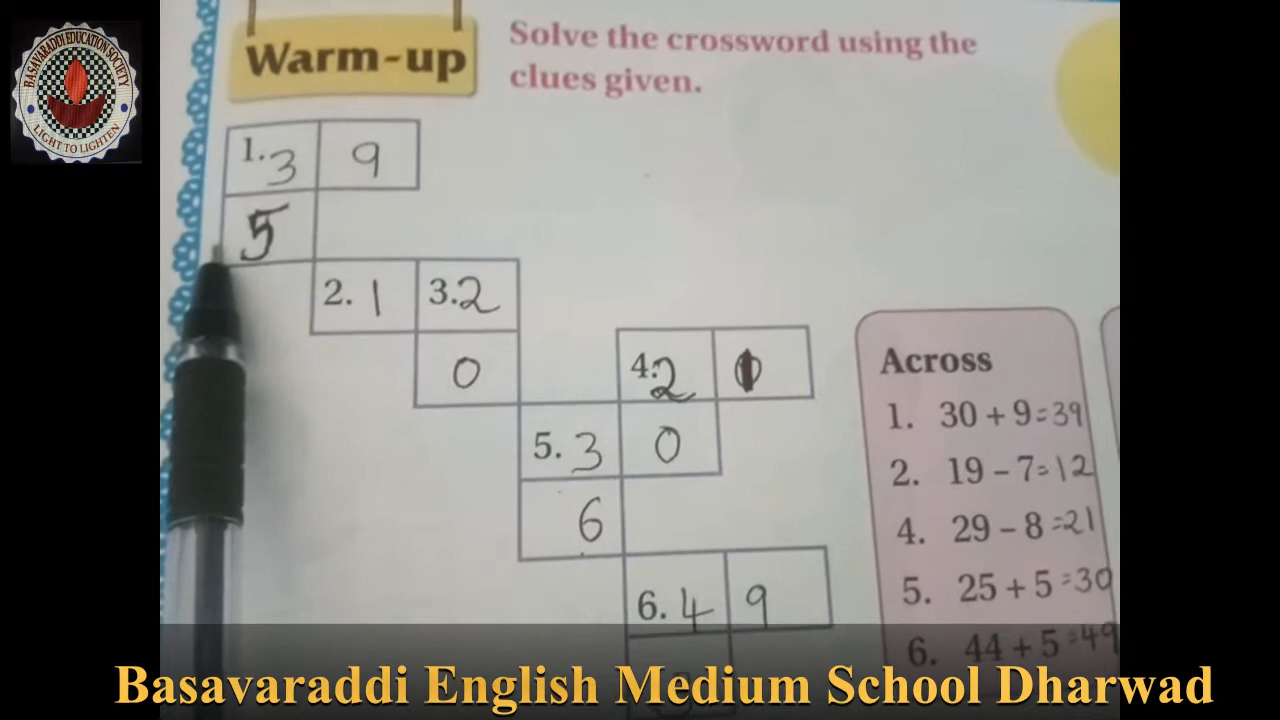 BASAVARADDI EDUCATION SOCIETY
LIGHT TO LIGHTEN
Warm-up
Solve the crossword using the
clues given.
1. 3 9
5
2. 1 3. 2
0
4. 2 1
5. 3 0
6
6. 4 9
Across
1. 30 + 9 = 39
2. 19 – 7 = 12
4. 29 – 8 = 21
5. 25 + 5 = 30
6. 44 + 5 = 49
Basavaraddi English Medium School Dharwad